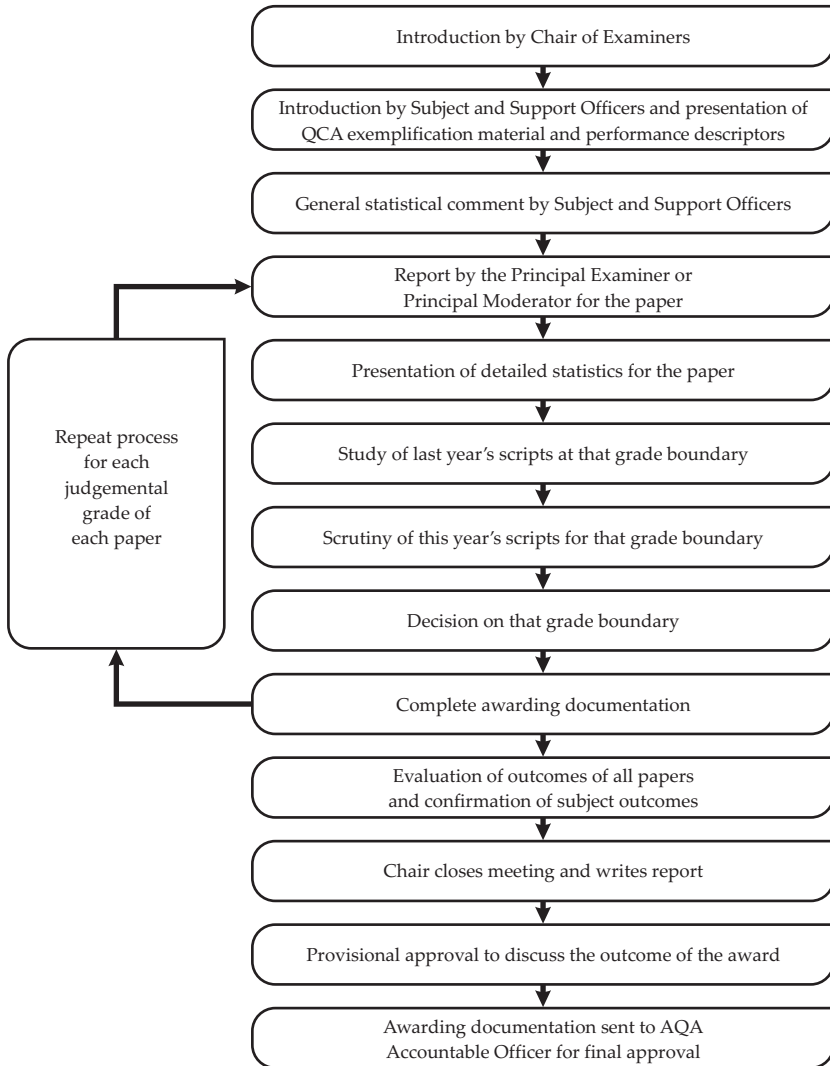 Introduction by Chair of Examiners
Introduction by Subject and Support Officers and presentation of
QCA exemplification material and performance descriptors
General statistical comment by Subject and Support Officers
Report by the Principal Examiner or
Principal Moderator for the paper
Presentation of detailed statistics for the paper
Study of last year's scripts at that grade boundary
Scrutiny of this year's scripts for that grade boundary
Decision on that grade boundary
Complete awarding documentation
Repeat process
for each
judgemental
grade of
each paper
Evaluation of outcomes of all papers
and confirmation of subject outcomes
Chair closes meeting and writes report
Provisional approval to discuss the outcome of the award
Awarding documentation sent to AQA
Accountable Officer for final approval